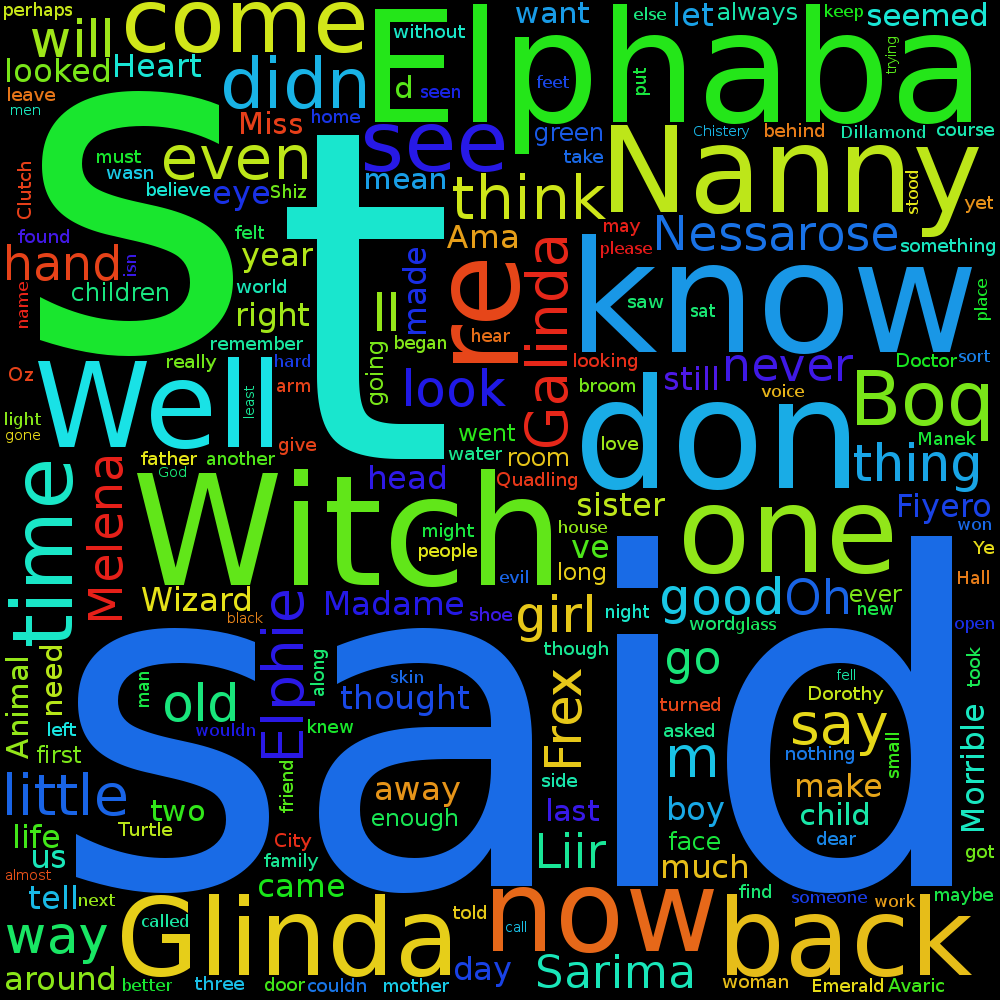 perhaps
will
come
Elphaba
without
want
else
let
always
keep
seemed
looked
Heart
didn
d
seen
feet
put
trying
leave
men
Miss
home
see
green
take
Chistery
behind
Dillamond
course
S
t
must
wasn
even
believe
eye
Shiz
mean
think
Nanny
stood
yet
Clutch
found
isn
felt
year
Ama
may
please
Nessarose
something
hand
children
world
right
ll
made
re
Galinda
know
saw
sat
place
name
remember
began
hear
going
really
hard
looking
still
never
Doctor
sort
Oz
Well
least
arm
look
broom
voice
don
Boq
light
gone
give
went
love
Manek
father
another
God
water
room
thing
time
Melena
Witch
head
Quadling
sister
one
Fiyero
won
might
people
house
ve
Ye
evil
long
Hall
Wizard
black
Madame
shoe
girl
night
good
Oh
ever
new
word
glass
open
said
Elphie
along
though
go
Animal
need
man
old
skin
thought
Frex
fell
Dorothy
took
left
wouldn
knew
turned
asked
say
nothing
small
Morrible
first
friend
away
side
m
make
little
two
enough
last
boy
child
Turtle
life
City
Liir
face
dear
us
family
much
got
almost
came
tell
next
find
someone
work
maybe
way
called
Glinda
told
call
now
back
around
better
three
door
couldn
mother
day
Sarima
woman
Emerald
Avaric